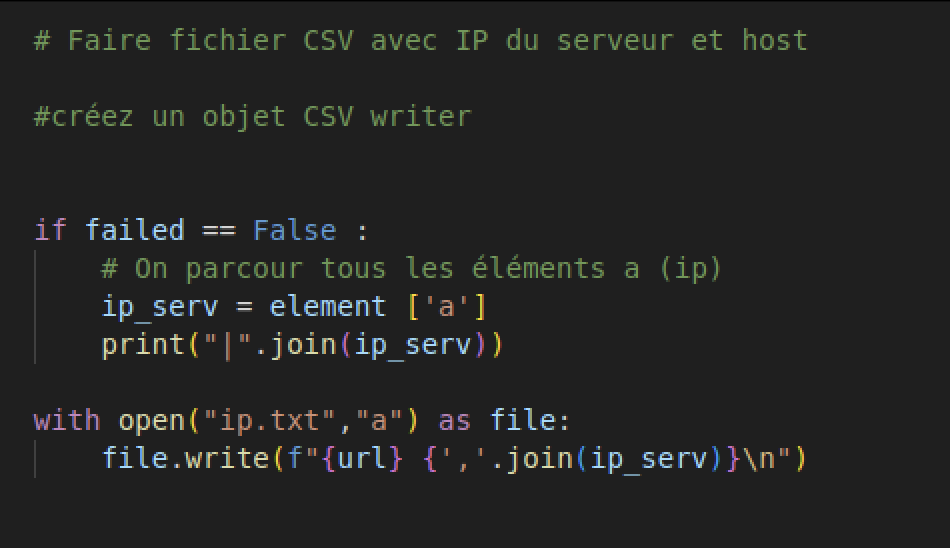 # Faire fichier CSV avec IP du serveur et host
#créez un objet CSV writer
if failed == False :
# On parcour tous les éléments a (ip)
ip_serv = element ['a']
print("|".join(ip_serv))
with open("ip.txt","a") as file:
file.write(f"{url} {','.join(ip_serv)}\n")